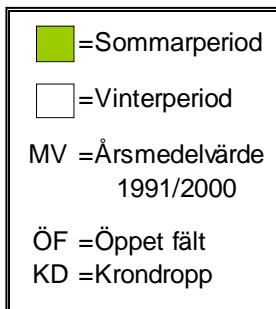 =Sommarperiod
=Vinterperiod
MV =Årsmedelvärde
1991/2000
ÖF =Öppet fält
KD =Krondropp